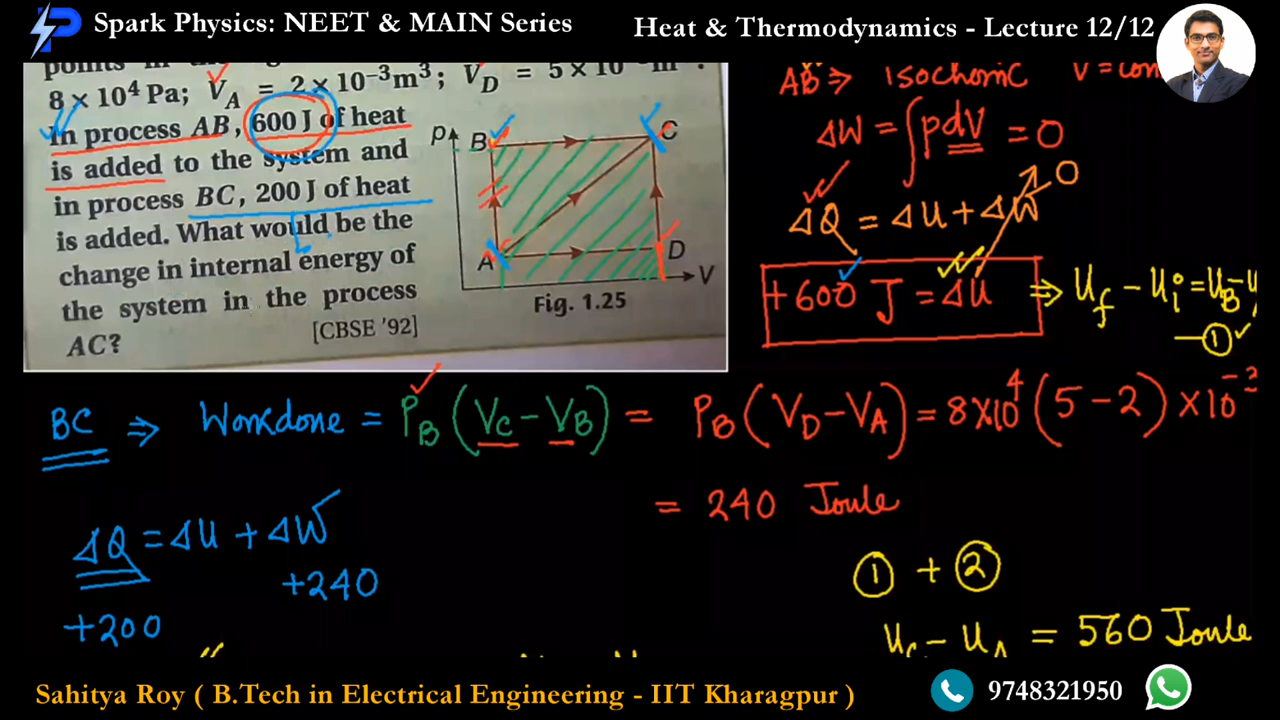 Spark Physics: NEET & MAIN Series
Heat & Thermodynamics - Lecture 12/12
points in
8 × 10⁴ Pa; V_A = 2 × 10⁻³ m³; V_D = 5 × 10
In process AB, 600 J of heat
is added to the system and
in process BC, 200 J of heat
is added. What would be the
change in internal energy of
the system in the process
AC?
[CBSE '92]
P
B
C
A
D
V
Fig. 1.25
AB ⇒ Isochoric V = con
ΔW = ∫pdV = 0
ΔQ = ΔU + ΔW 0
+600 J = ΔU ⇒ U_f - U_i = U_B - U
— ① ✓
BC ⇒ Workdone = P_B (V_C - V_B) = P_B (V_D - V_A) = 8×10⁴ (5 - 2) × 10
= 240 Joule
ΔQ = ΔU + ΔW
+240
+200
① + ②
U_C - U_A = 560 Joule
Sahitya Roy ( B.Tech in Electrical Engineering - IIT Kharagpur )
9748321950